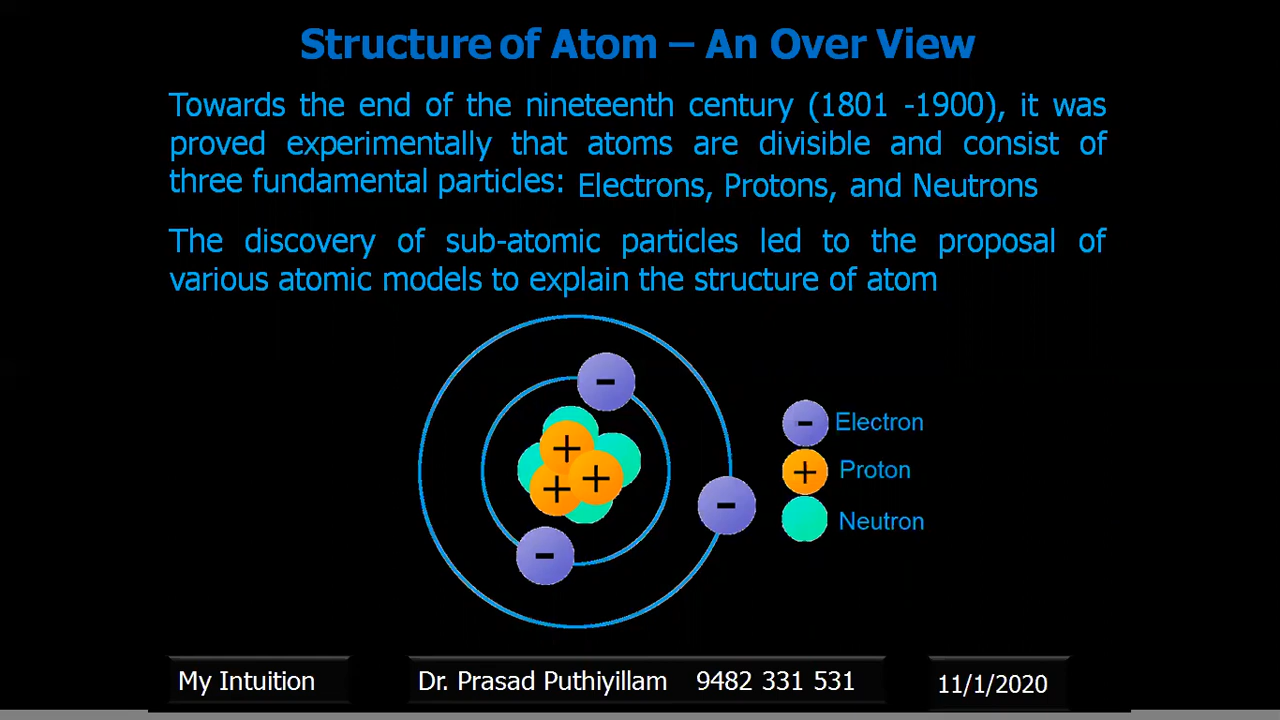 Structure of Atom – An Over View
Towards the end of the nineteenth century (1801 -1900), it was
proved experimentally that atoms are divisible and consist of
three fundamental particles: Electrons, Protons, and Neutrons
The discovery of sub-atomic particles led to the proposal of
various atomic models to explain the structure of atom
-
+
+
+
-
-
- Electron
+ Proton
Neutron
My Intuition
Dr. Prasad Puthiyillam 9482 331 531
11/1/2020